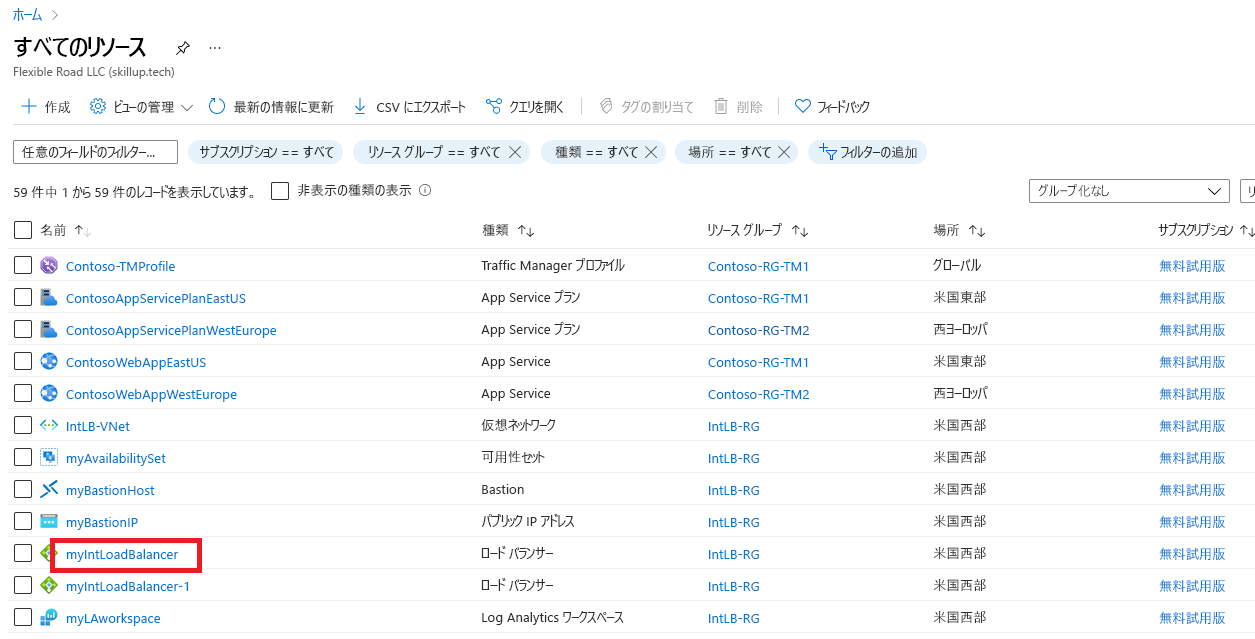 ホーム
すべてのリソース ...
Flexible Road LLC (skillup.tech)
作成 ビューの管理 最新の情報に更新 CSV にエクスポート クエリを開く タグの割り当て 削除 フィードバック
任意のフィールドのフィルター... サブスクリプション == すべて リソース グループ == すべて 種類 == すべて 場所 == すべて フィルターの追加
59 件中 1 から 59 件のレコードを表示しています。 非表示の種類の表示 グループ化なし リ
名前 種類 リソース グループ 場所 サブスクリプション
Contoso-TMProfile Traffic Manager プロファイル Contoso-RG-TM1 グローバル 無料試用版
ContosoAppServicePlanEastUS App Service プラン Contoso-RG-TM1 米国東部 無料試用版
ContosoAppServicePlanWestEurope App Service プラン Contoso-RG-TM2 西ヨーロッパ 無料試用版
ContosoWebAppEastUS App Service Contoso-RG-TM1 米国東部 無料試用版
ContosoWebAppWestEurope App Service Contoso-RG-TM2 西ヨーロッパ 無料試用版
IntLB-VNet 仮想ネットワーク IntLB-RG 米国西部 無料試用版
myAvailabilitySet 可用性セット IntLB-RG 米国西部 無料試用版
myBastionHost Bastion IntLB-RG 米国西部 無料試用版
myBastionIP パブリック IP アドレス IntLB-RG 米国西部 無料試用版
myIntLoadBalancer ロード バランサー IntLB-RG 米国西部 無料試用版
myIntLoadBalancer-1 ロード バランサー IntLB-RG 米国西部 無料試用版
myLAworkspace Log Analytics ワークスペース IntLB-RG 米国西部 無料試用版